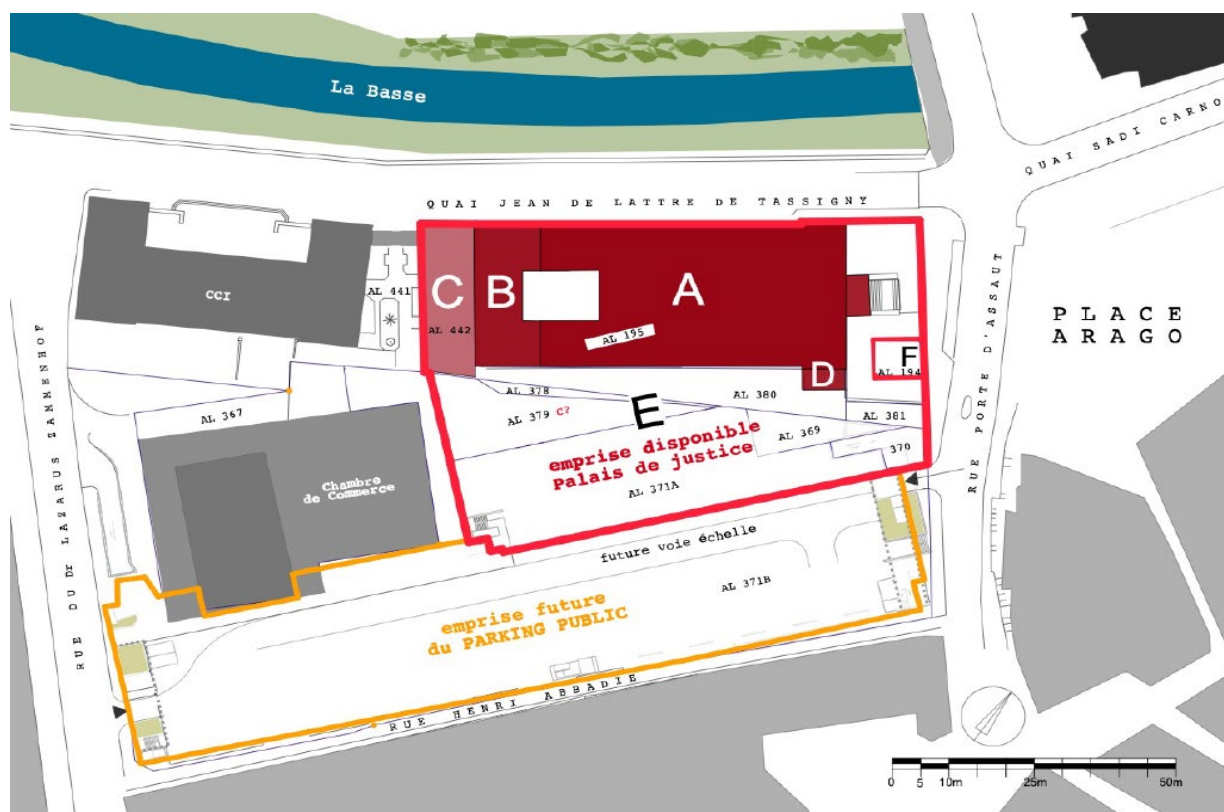 La Basse
QUAI SADI CARNO
QUAI JEAN DE LATTRE DE TASSIGNY
CCI
AL 441
C
B
A
AL 442
AL 195
D
F
AL 194
PLACE
ARAGO
RUE PORTE D'ASSAUT
RUE DU Dr LAZARUS ZAMMENHOF
AL 367
AL 378
AL 379 C?
E
AL 380
AL 381
AL 369
370
emprise disponible
Palais de justice
AL 371A
Chambre
de Commerce
future voie échelle
AL 371B
emprise future
du PARKING PUBLIC
RUE HENRI ABBADIE
0 5 10m 25m 50m